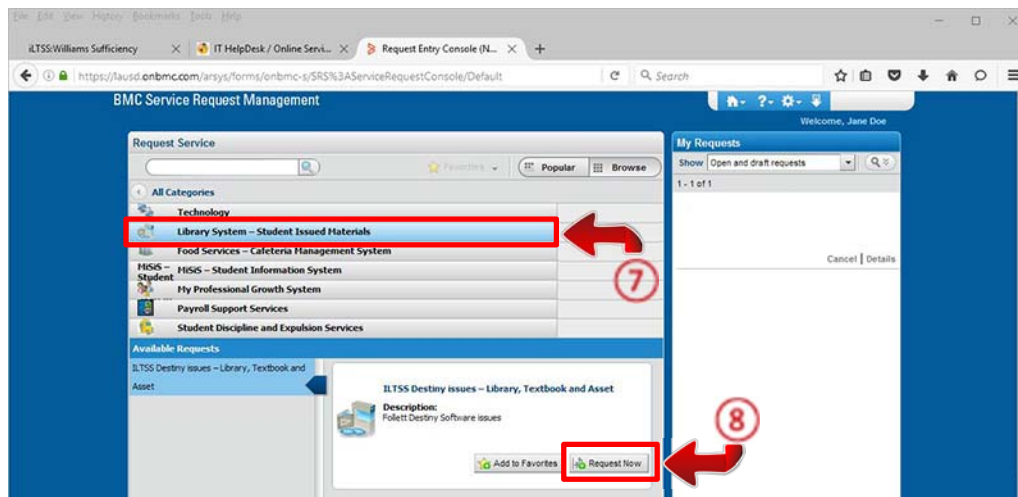 File Edit View History Bookmarks Tools Help
iLTSS:Williams Sufficiency
IT HelpDesk / Online Servi...
Request Entry Console (N...
https://lausd.onbmc.com/arsys/forms/onbmc-s/SRS%3AServiceRequestConsole/Default
Search
BMC Service Request Management
Welcome, Jane Doe
Request Service
Favorites
Popular
Browse
All Categories
Technology
Library System – Student Issued Materials
Food Services – Cafeteria Management System
MiSiS – Student
MiSiS – Student Information System
My Professional Growth System
Payroll Support Services
Student Discipline and Expulsion Services
Available Requests
ILTSS Destiny issues – Library, Textbook and
Asset
ILTSS Destiny issues – Library, Textbook and Asset
Description:
Follett Destiny Software issues
Add to Favorites
Request Now
My Requests
Show Open and draft requests
1 - 1 of 1
Cancel | Details
7
8